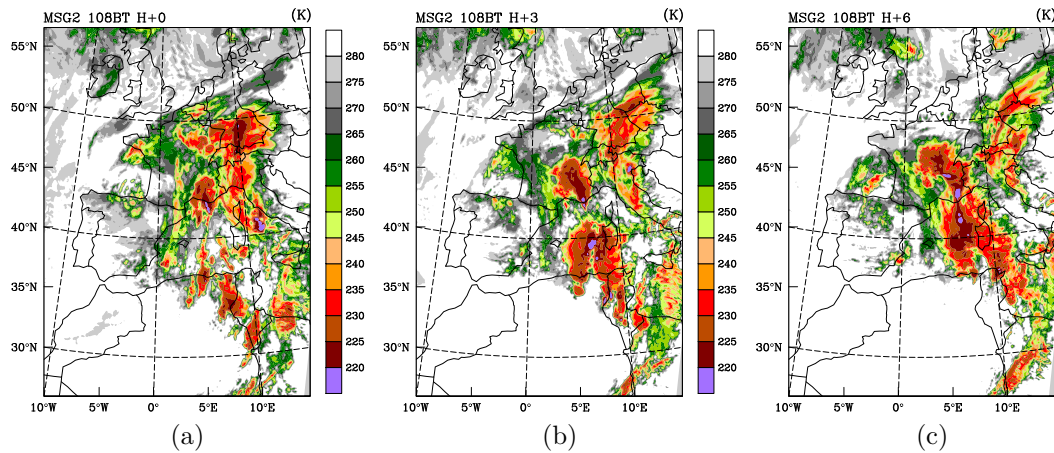 MSG2 108BT H+0 (K)
55°N
50°N
45°N
40°N
35°N
30°N
10°W 5°W 0° 5°E 10°E
280
275
270
265
260
255
250
245
240
235
230
225
220
(a)
MSG2 108BT H+3 (K)
55°N
50°N
45°N
40°N
35°N
30°N
10°W 5°W 0° 5°E 10°E
280
275
270
265
260
255
250
245
240
235
230
225
220
(b)
MSG2 108BT H+6 (K)
55°N
50°N
45°N
40°N
35°N
30°N
10°W 5°W 0° 5°E 10°E
(c)